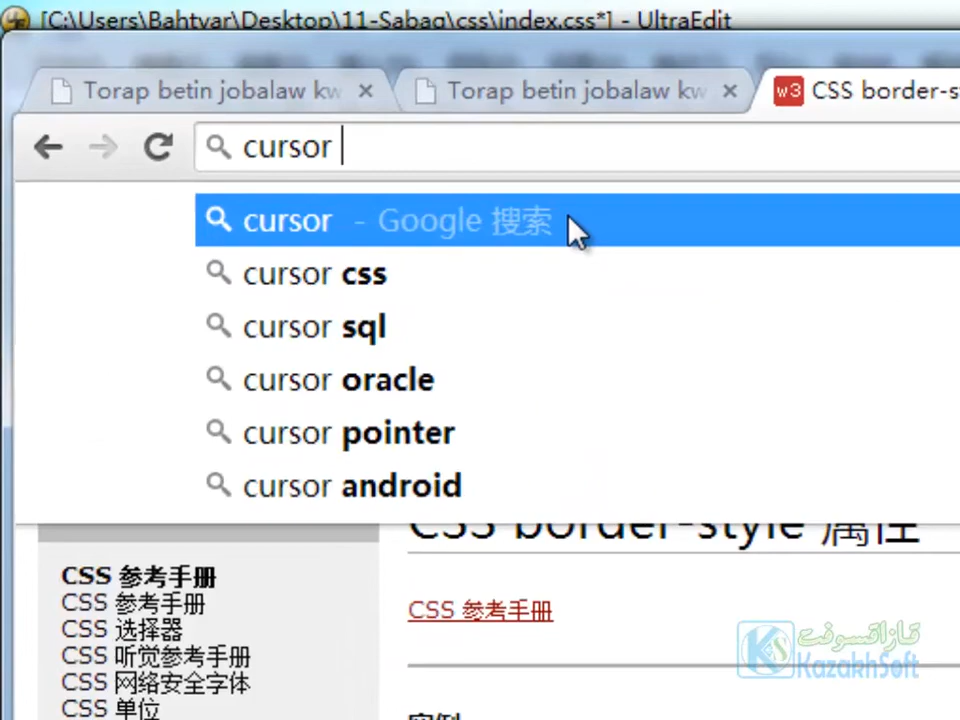 [C:\Users\Bahtyar\Desktop\11-Sabaq\css\index.css*] - UltraEdit
Torap betin jobalaw kw
Torap betin jobalaw kw
w3 CSS border-s
cursor
cursor - Google 搜索
cursor css
cursor sql
cursor oracle
cursor pointer
cursor android
CSS border-style 属性
CSS 参考手册
CSS 参考手册
CSS 选择器
CSS 听觉参考手册
CSS 网络安全字体
CSS 单位
CSS 参考手册
实例
قازاقسوفت
KazakhSoft